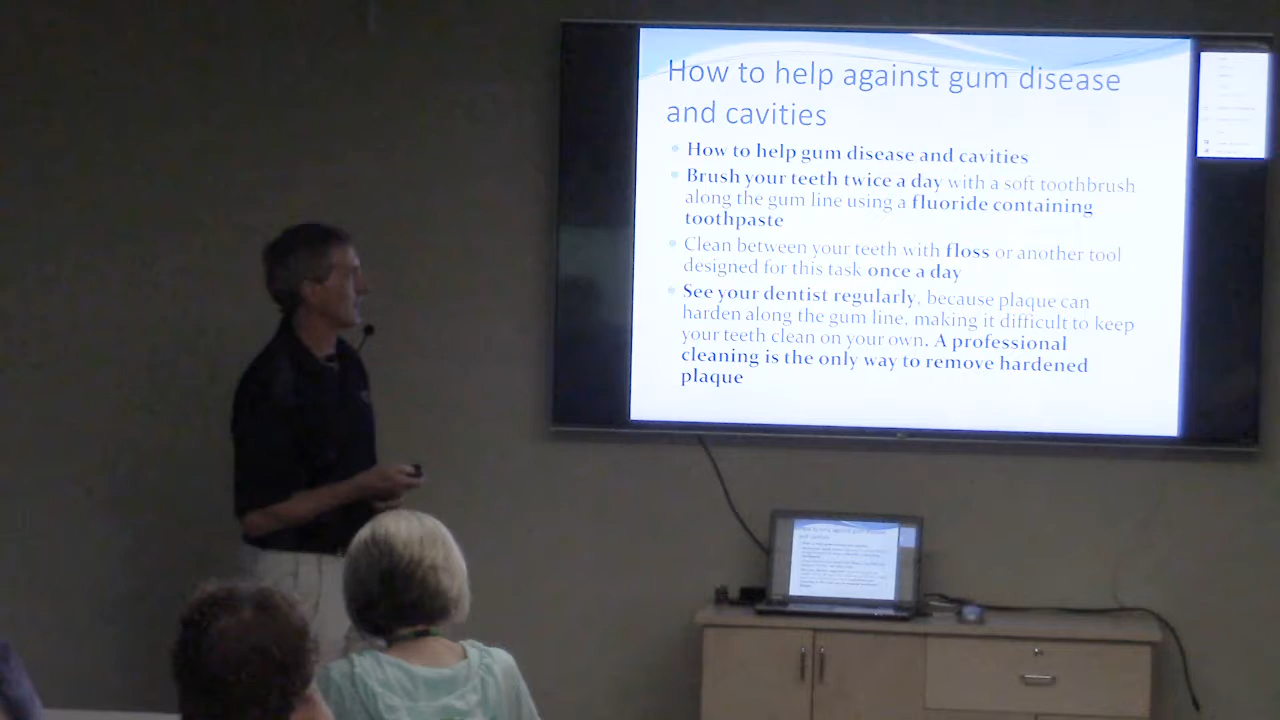 How to help against gum disease
and cavities
How to help gum disease and cavities
Brush your teeth twice a day with a soft toothbrush
along the gum line using a fluoride containing
toothpaste
Clean between your teeth with floss or another tool
designed for this task once a day
See your dentist regularly, because plaque can
harden along the gum line, making it difficult to keep
your teeth clean on your own. A professional
cleaning is the only way to remove hardened
plaque